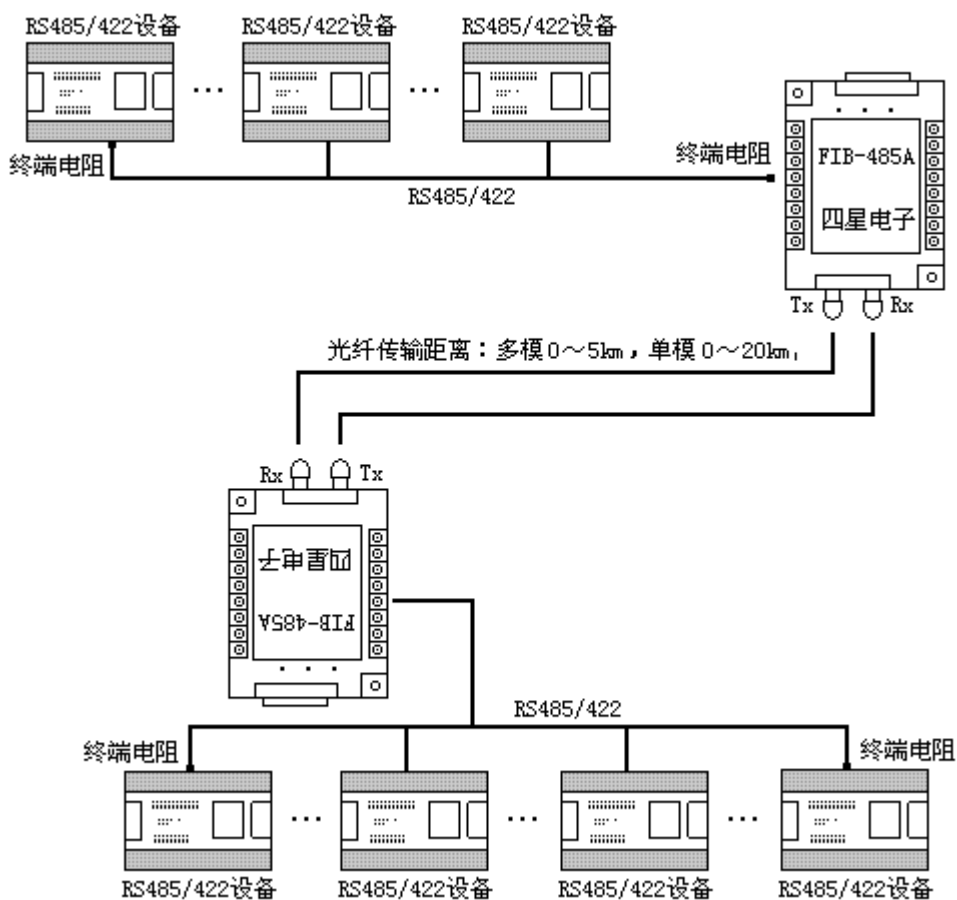 RS485/422设备 RS485/422设备 RS485/422设备
终端电阻 终端电阻
RS485/422
FIB-485A
四星电子
Tx Rx
光纤传输距离：多模0～5km，单模0～20km，
Rx Tx
四星电子
FIB-485A
RS485/422
终端电阻 终端电阻
RS485/422设备 RS485/422设备 RS485/422设备 RS485/422设备